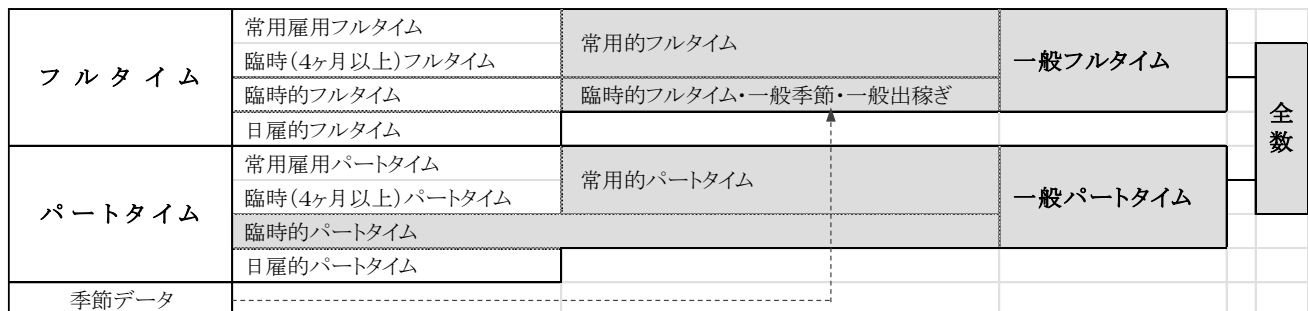 フルタイム
常用雇用フルタイム
臨時(4ヶ月以上)フルタイム
臨時的フルタイム
日雇的フルタイム
常用的フルタイム
臨時的フルタイム・一般季節・一般出稼ぎ
一般フルタイム
パートタイム
常用雇用パートタイム
臨時(4ヶ月以上)パートタイム
臨時的パートタイム
日雇的パートタイム
常用的パートタイム
一般パートタイム
全数
季節データ